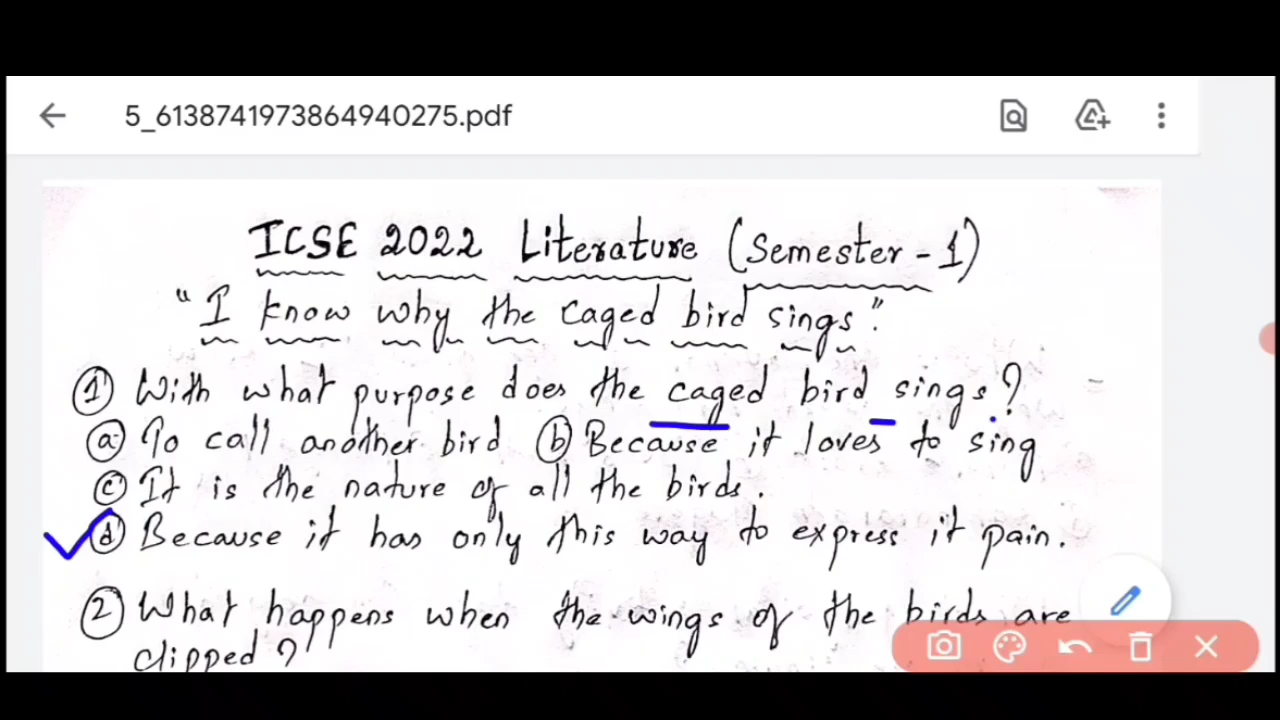 5_6138741973864940275.pdf
ICSE 2022 Literature (Semester - 1)
"I know why the caged bird sings".
① With what purpose does the caged bird sings?
ⓐ To call another bird ⓑ Because it loves to sing
ⓒ It is the nature of all the birds.
ⓓ Because it has only this way to express it pain.
② What happens when the wings of the birds are
clipped?